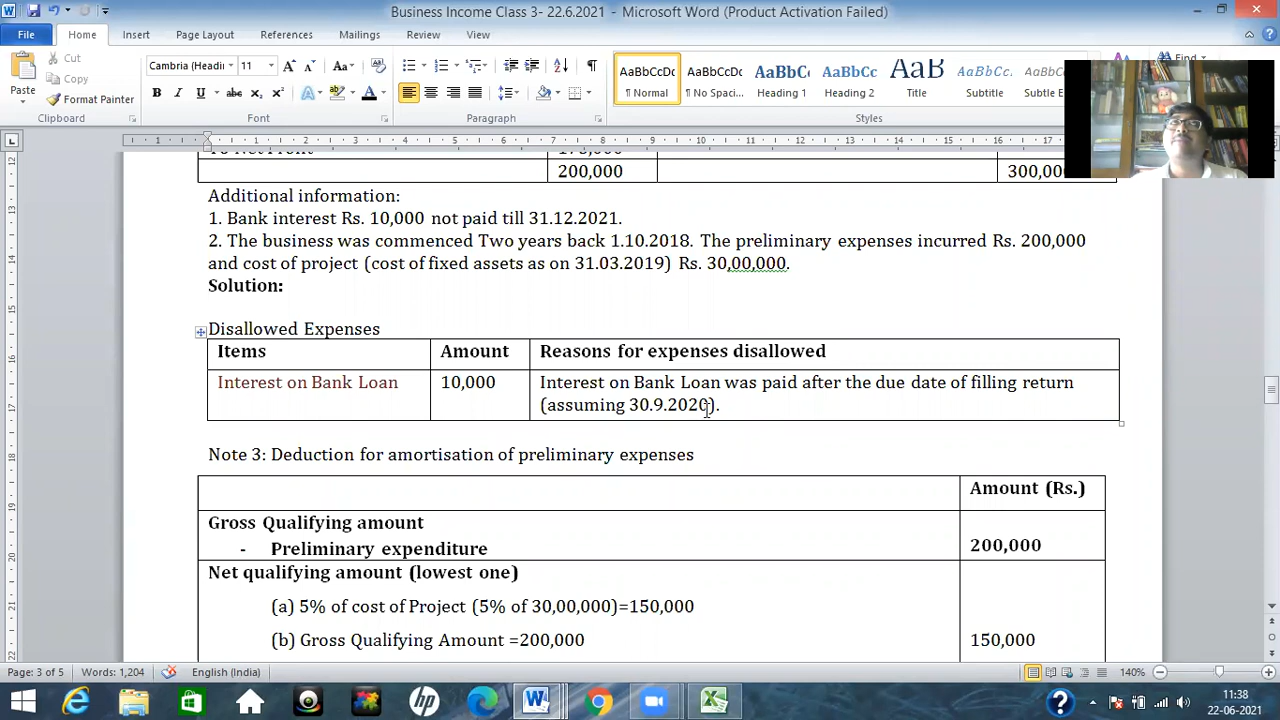 Business Income Class 3- 22.6.2021 - Microsoft Word (Product Activation Failed)
File Home Insert Page Layout References Mailings Review View
Paste
Cut
Copy
Format Painter
Clipboard
Cambria (Headi 11
Font
Paragraph
AaBbCcDc AaBbCcDc AaBbCc AaBbCc AaB AaBbCcL
¶ Normal ¶ No Spaci... Heading 1 Heading 2 Title Subtitle Subtle E
Styles
Find
200,000 300,000
Additional information:
1. Bank interest Rs. 10,000 not paid till 31.12.2021.
2. The business was commenced Two years back 1.10.2018. The preliminary expenses incurred Rs. 200,000
and cost of project (cost of fixed assets as on 31.03.2019) Rs. 30,00,000.
Solution:
Disallowed Expenses
Items Amount Reasons for expenses disallowed
Interest on Bank Loan 10,000 Interest on Bank Loan was paid after the due date of filling return
(assuming 30.9.2020).
Note 3: Deduction for amortisation of preliminary expenses
Amount (Rs.)
Gross Qualifying amount
- Preliminary expenditure 200,000
Net qualifying amount (lowest one)
(a) 5% of cost of Project (5% of 30,00,000)=150,000
(b) Gross Qualifying Amount =200,000 150,000
Page: 3 of 5 Words: 1,204 English (India) 140%
11:38
22-06-2021